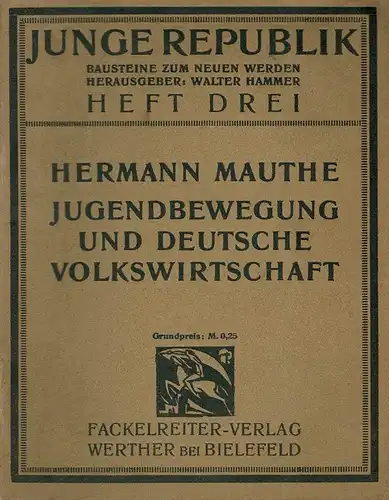 JUNGE REPUBLIK
BAUSTEINE ZUM NEUEN WERDEN
HERAUSGEBER: WALTER HAMMER
HEFT DREI
HERMANN MAUTHE
JUGENDBEWEGUNG
UND DEUTSCHE
VOLKSWIRTSCHAFT
Grundpreis: M. 0,25
FACKELREITER-VERLAG
WERTHER BEI BIELEFELD